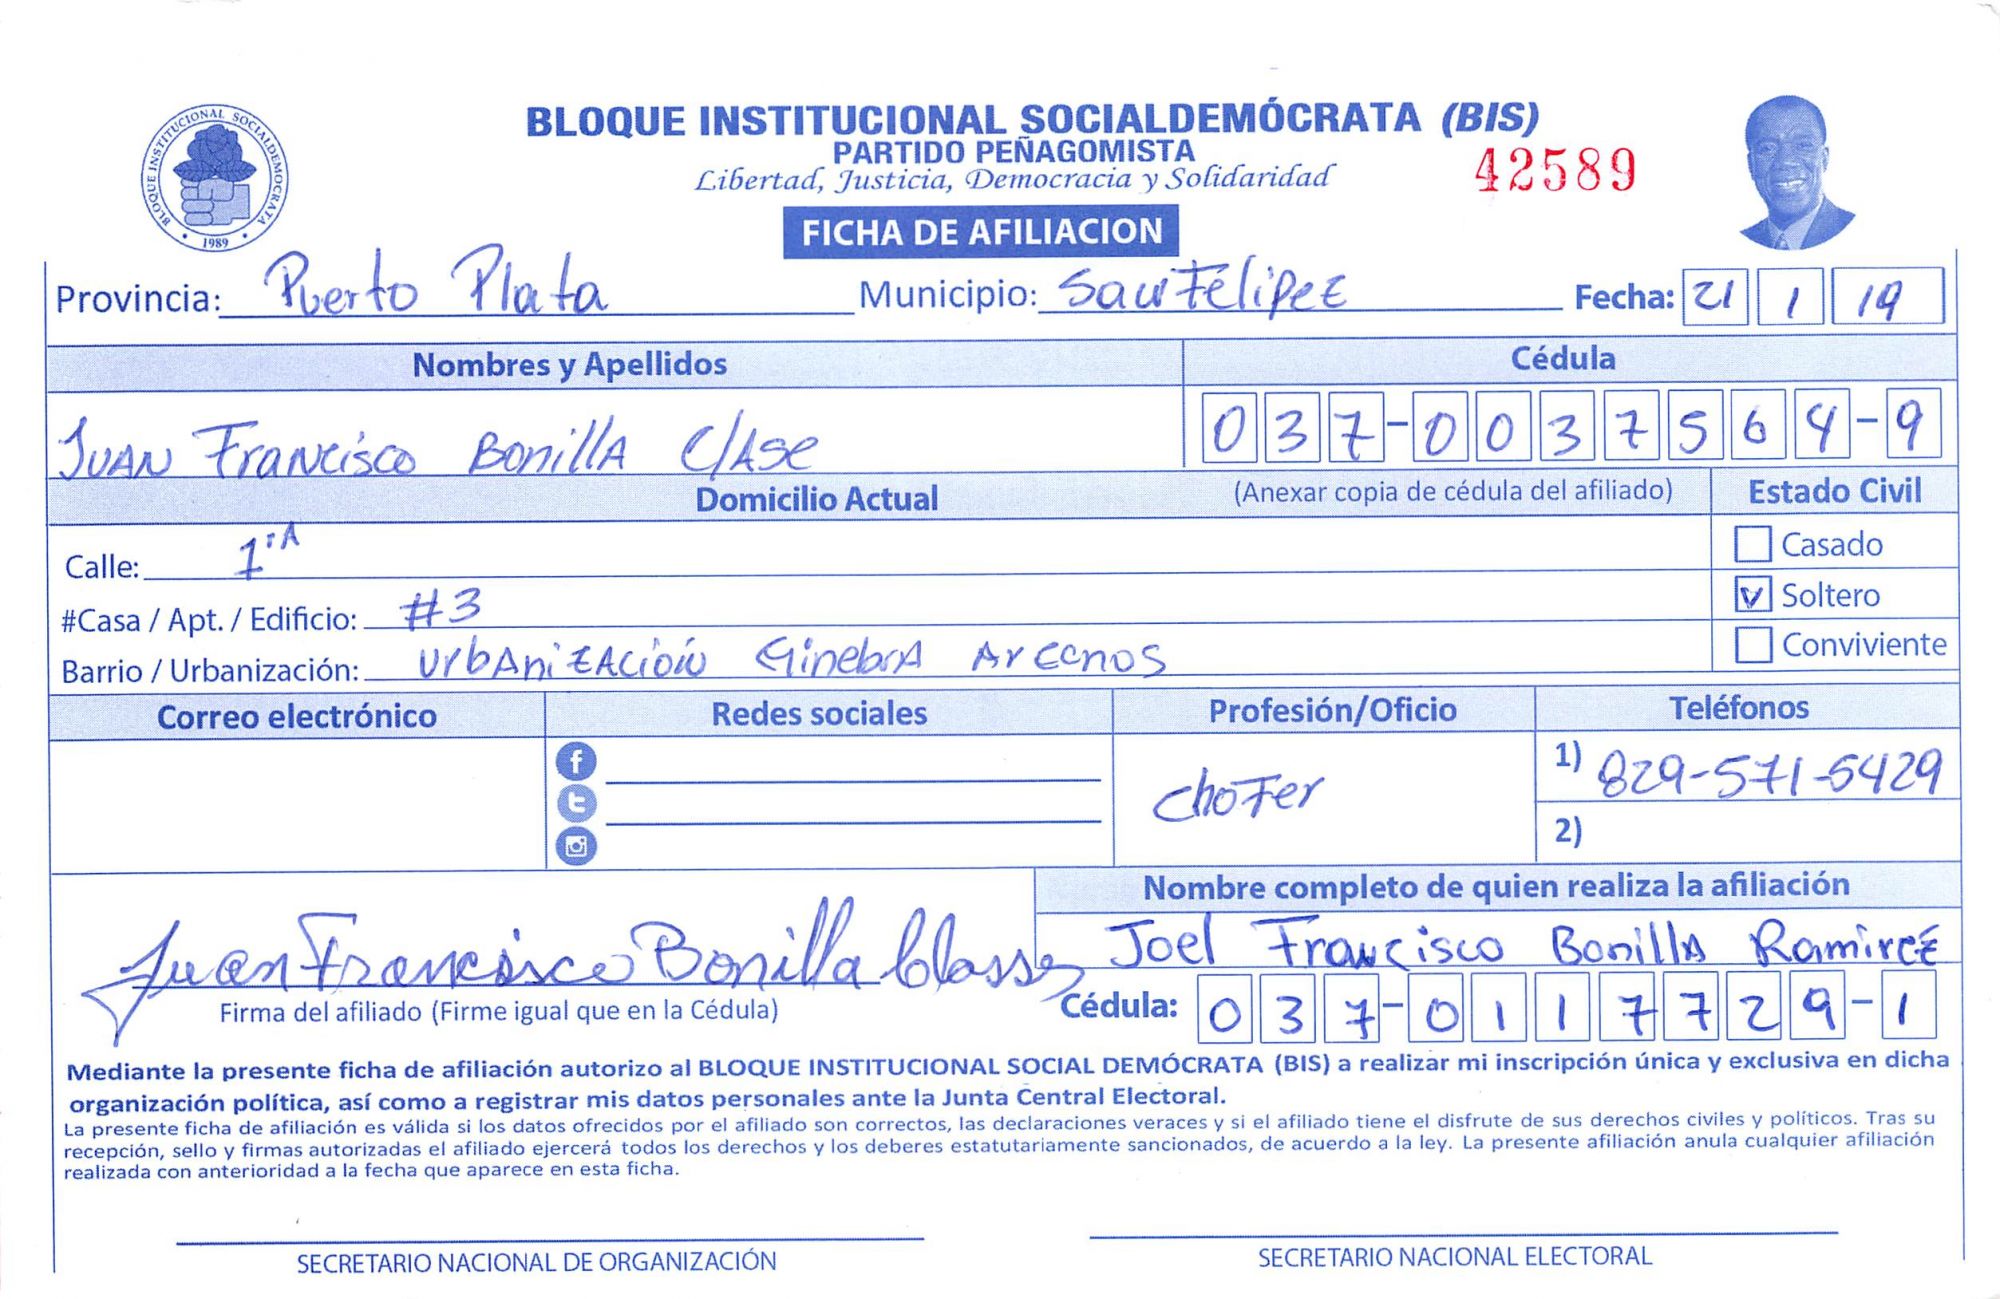 BLOQUE INSTITUCIONAL SOCIALDEMOCRATA
1989
BLOQUE INSTITUCIONAL SOCIALDEMÓCRATA (BIS)
PARTIDO PEÑAGOMISTA
Libertad, Justicia, Democracia y Solidaridad
42589
FICHA DE AFILIACION
Provincia: Puerto Plata Municipio: San Félipe Fecha: 21 1 19
Nombres y Apellidos Cédula
Juan Francisco Bonilla Clase 037-0037564-9
Domicilio Actual (Anexar copia de cédula del afiliado) Estado Civil
Calle: 1rA Casado
#Casa / Apt. / Edificio: #3 Soltero
Barrio / Urbanización: Urbanización Ginebra Arcenos Conviviente
Correo electrónico Redes sociales Profesión/Oficio Teléfonos
Chofer 1) 829-571-5429
2)
Nombre completo de quien realiza la afiliación
Juan Francisco Bonilla Classe Joel Francisco Bonilla Ramirez
Firma del afiliado (Firme igual que en la Cédula) Cédula: 037-0117729-1
Mediante la presente ficha de afiliación autorizo al BLOQUE INSTITUCIONAL SOCIAL DEMÓCRATA (BIS) a realizar mi inscripción única y exclusiva en dicha
organización política, así como a registrar mis datos personales ante la Junta Central Electoral.
La presente ficha de afiliación es válida si los datos ofrecidos por el afiliado son correctos, las declaraciones veraces y si el afiliado tiene el disfrute de sus derechos civiles y políticos. Tras su
recepción, sello y firmas autorizadas el afiliado ejercerá todos los derechos y los deberes estatutariamente sancionados, de acuerdo a la ley. La presente afiliación anula cualquier afiliación
realizada con anterioridad a la fecha que aparece en esta ficha.
SECRETARIO NACIONAL DE ORGANIZACIÓN SECRETARIO NACIONAL ELECTORAL